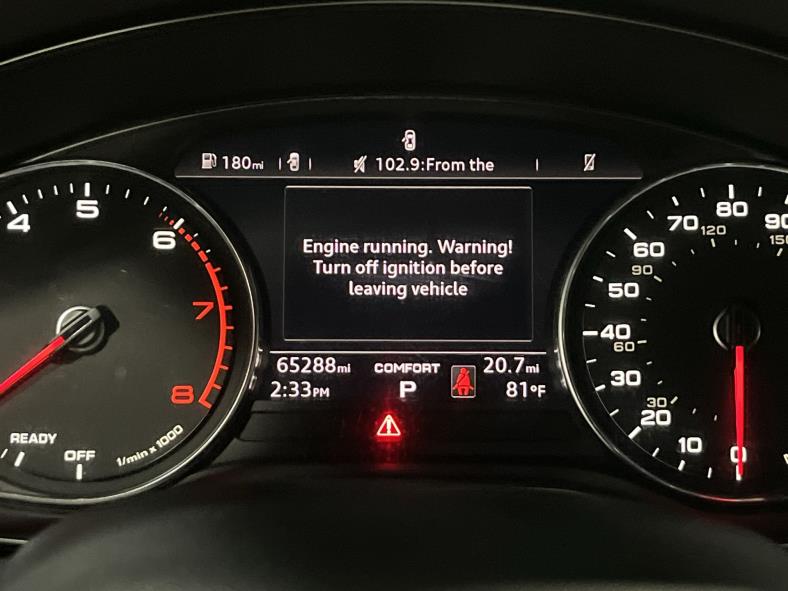 180mi
102.9:From the
Engine running. Warning!
Turn off ignition before
leaving vehicle
65288mi
COMFORT
20.7mi
2:33PM
P
81°F
4
5
6
7
8
READY
OFF
1/min x 1000
0
10
20
30
30
40
50
60
60
70
80
90
90
120
150